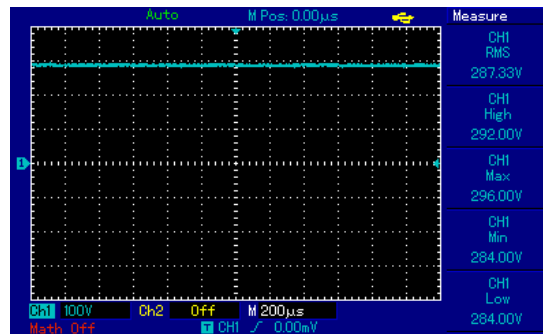 Auto M Pos: 0.00µs Measure
CH1
RMS
287.33V
CH1
High
292.00V
1
CH1
Max
296.00V
CH1
Min
284.00V
CH1
Low
284.00V
Ch1 100V Ch2 Off M 200µs
Math Off T CH1 0.00mV